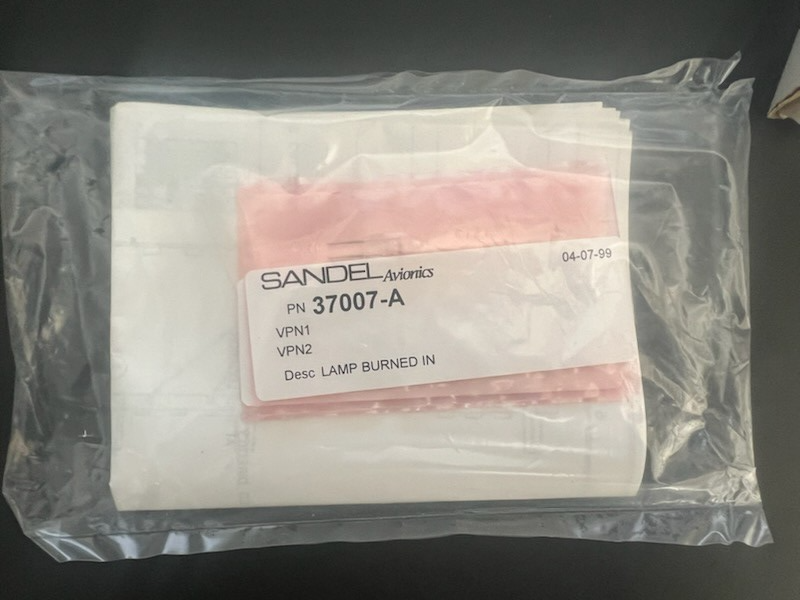 SANDEL Avionics
04-07-99
PN 37007-A
VPN1
VPN2
Desc LAMP BURNED IN